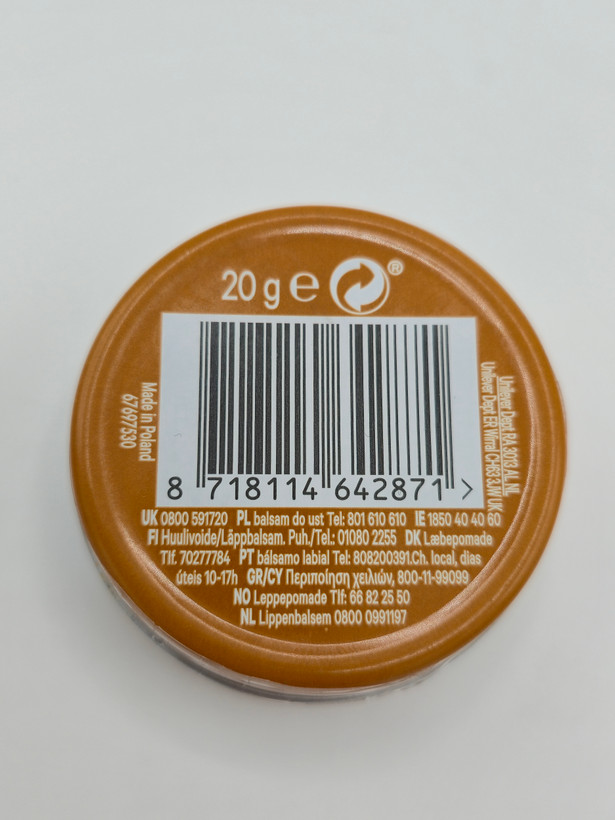 20 g ℮ ®
Made in Poland
67697530
Unilever Dept RA, 3013 AL NL
Unilever Dept ER Wirral CH63 3JW UK
8 718114 642871 >
UK 0800 591720 PL balsam do ust Tel: 801 610 610 IE 1850 40 40 60
FI Huulivoide/Läppbalsam. Puh./Tel.: 01080 2255 DK Læbepomade
Tlf. 70277784 PT bálsamo labial Tel: 808200391.Ch. local, dias
úteis 10-17h GR/CY Περιποίηση χειλιών, 800-11-99099
NO Leppepomade Tlf: 66 82 25 50
NL Lippenbalsem 0800 0991197